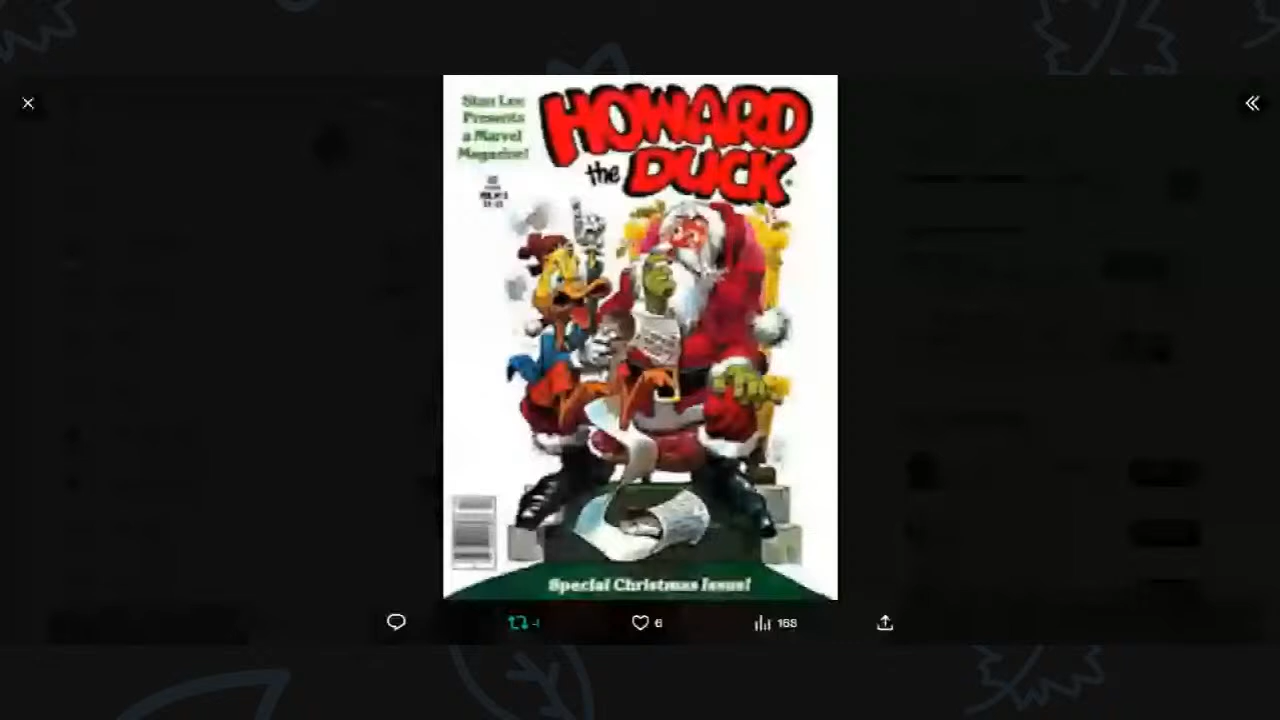 Stan Lee
Presents
a Marvel
Magazine!
HOWARD
the DUCK
Special Christmas Issue!
6
168